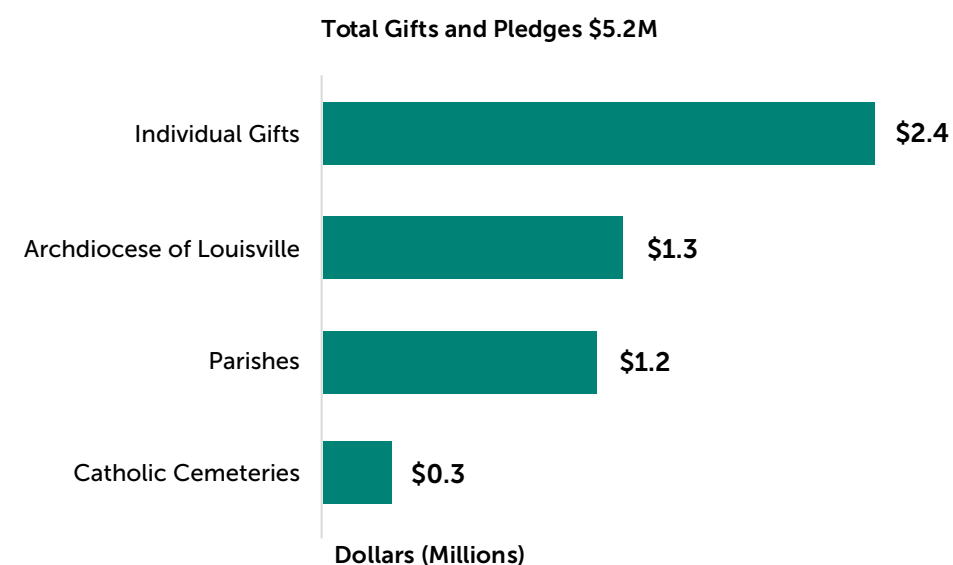 Total Gifts and Pledges $5.2M
Individual Gifts $2.4
Archdiocese of Louisville $1.3
Parishes $1.2
Catholic Cemeteries $0.3
Dollars (Millions)